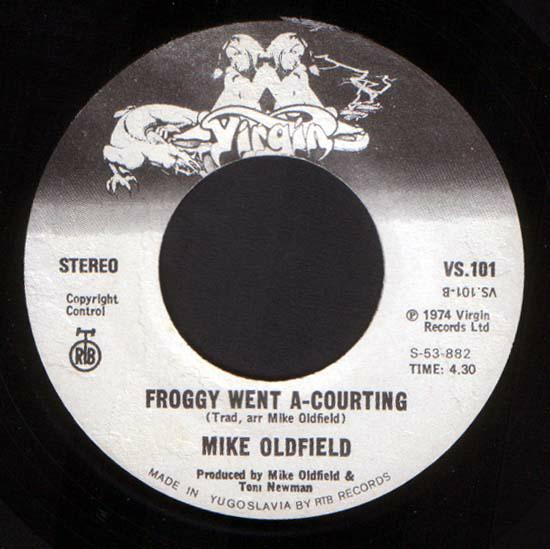 Virgin
STEREO
VS.101
VS.101-B
Copyright
Control
℗ 1974 Virgin
Records Ltd
RTB
S-53-882
TIME: 4.30
FROGGY WENT A-COURTING
(Trad, arr Mike Oldfield)
MIKE OLDFIELD
Produced by Mike Oldfield &
Toni Newman
MADE IN YUGOSLAVIA BY RTB RECORDS